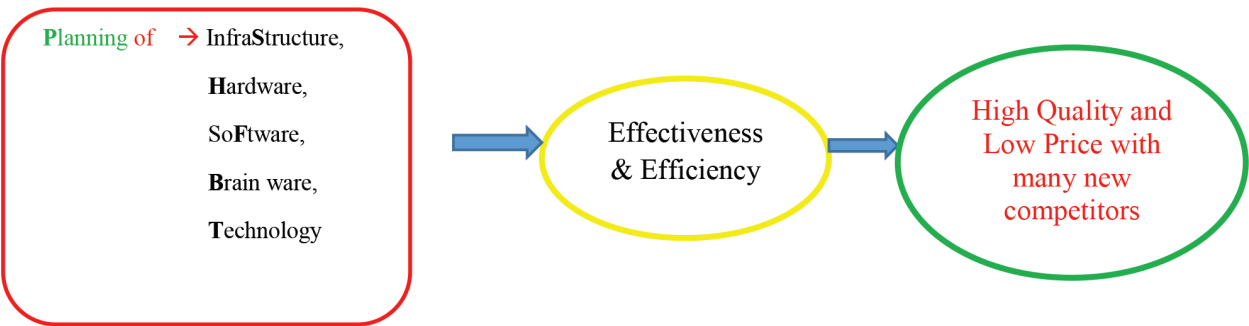 Planning of → InfraStructure,
Hardware,
SoFtware,
Brain ware,
Technology
Effectiveness
& Efficiency
High Quality and
Low Price with
many new
competitors